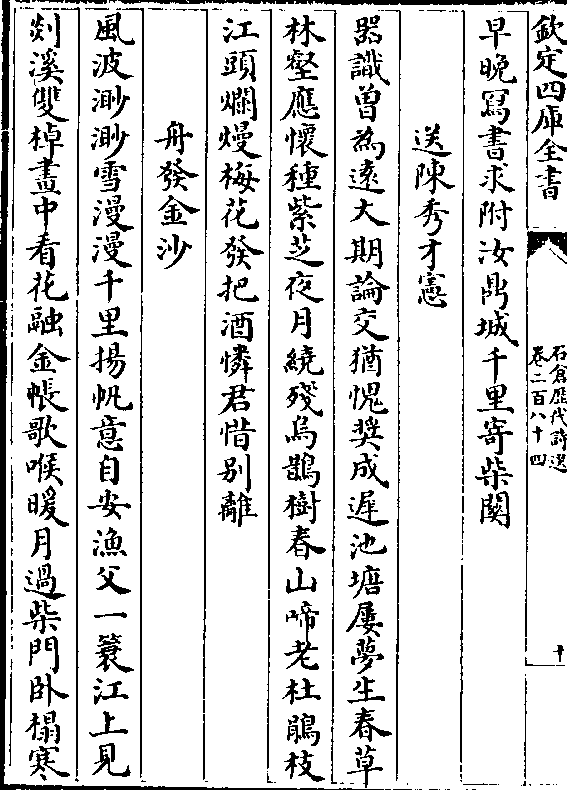 欽定四庫全書
石倉歷代詩選
卷二百八十四
十
早晚寫書求附汝鼎城千里寄柴關
送陳秀才憲
器識曽為逺大期論交猶愧奬成遲池塘屢夢生春草
林壑應懐種紫芝夜月繞殘烏鵲樹春山啼老杜鵑枝
江頭爛熳梅花發把酒憐君惜别離
舟發金沙
風波渺渺雪漫漫千里揚帆意自安漁父一簑江上見
剡溪雙棹畫中看花融金帳歌喉暖月過柴門卧榻寒